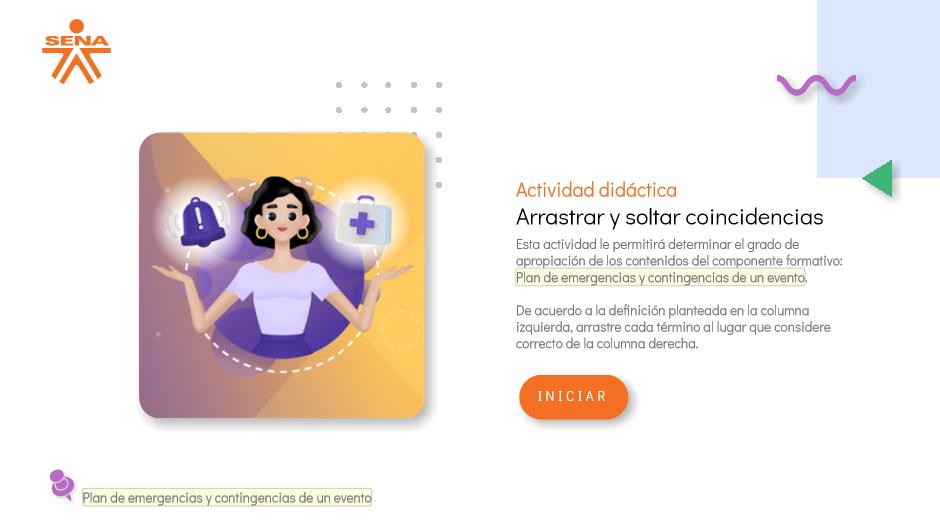 SENA
Actividad didáctica
Arrastrar y soltar coincidencias
Esta actividad le permitirá determinar el grado de
apropiación de los contenidos del componente formativo:
Plan de emergencias y contingencias de un evento.
De acuerdo a la definición planteada en la columna
izquierda, arrastre cada término al lugar que considere
correcto de la columna derecha.
INICIAR
Plan de emergencias y contingencias de un evento